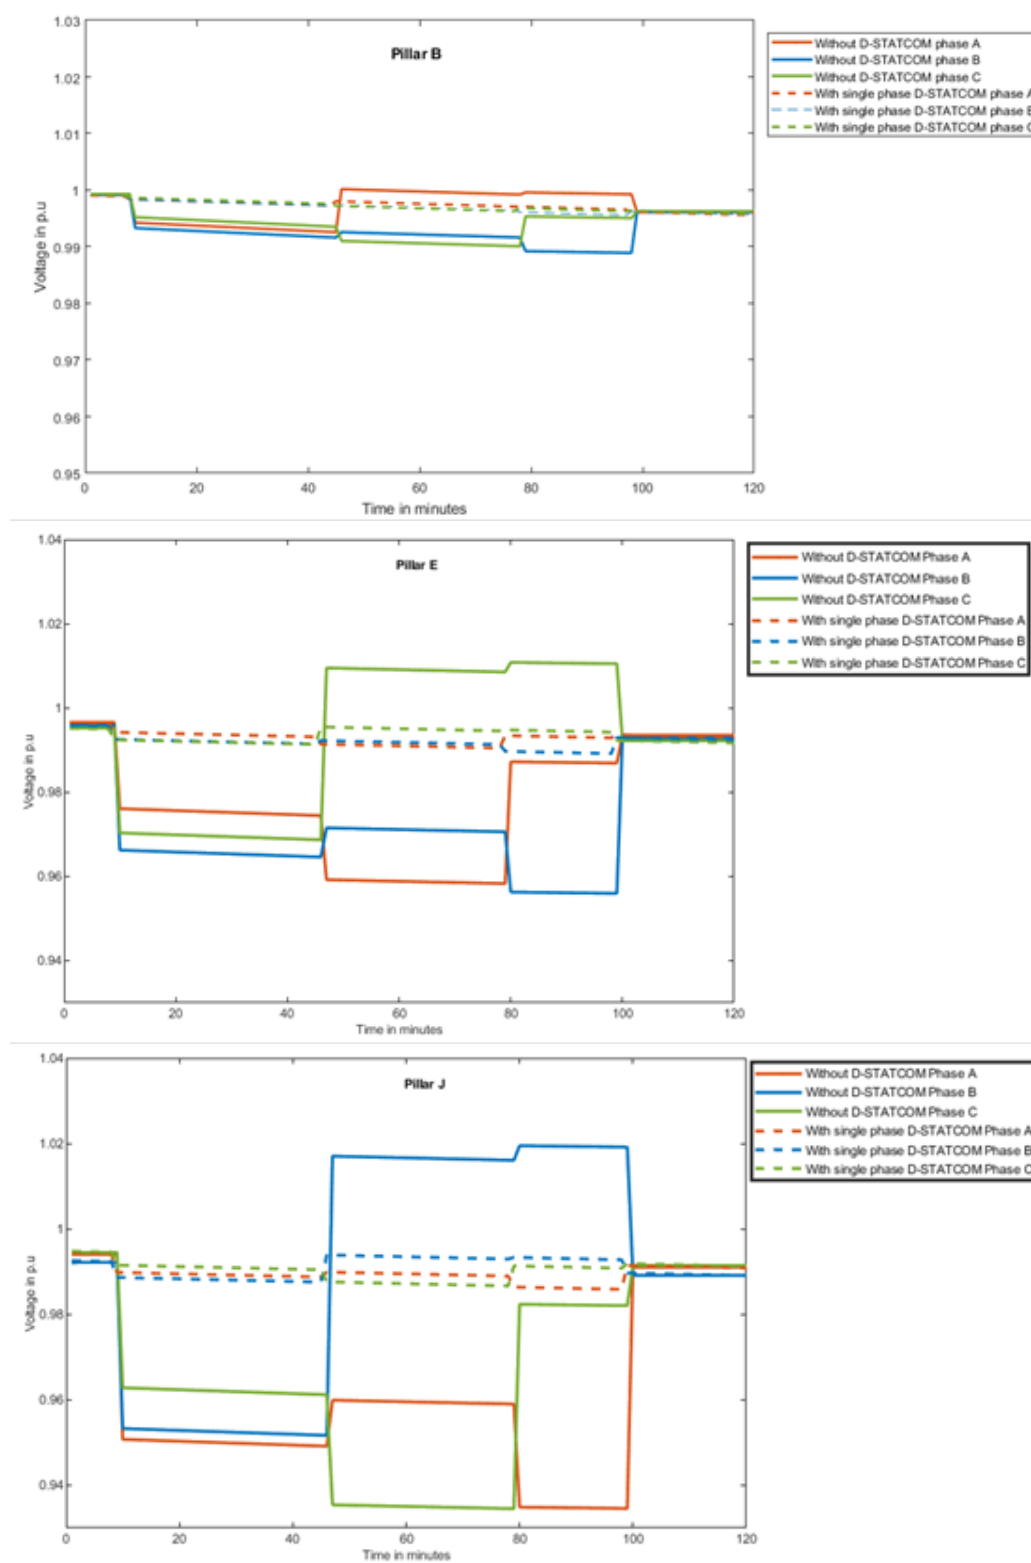 Pillar B
1.03
1.02
1.01
1
0.99
0.98
0.97
0.96
0.95
0
20
40
60
80
100
120
Voltage in p.u
Time in minutes
Without D-STATCOM phase A
Without D-STATCOM phase B
Without D-STATCOM phase C
With single phase D-STATCOM phase A
With single phase D-STATCOM phase B
With single phase D-STATCOM phase C
Pillar E
1.04
1.02
1
0.98
0.96
0.94
0
20
40
60
80
100
120
Voltage in p.u
Time in minutes
Without D-STATCOM Phase A
Without D-STATCOM Phase B
Without D-STATCOM Phase C
With single phase D-STATCOM Phase A
With single phase D-STATCOM Phase B
With single phase D-STATCOM Phase C
Pillar J
1.04
1.02
1
0.98
0.96
0.94
0
20
40
60
80
100
120
Voltage in p.u
Time in minutes
Without D-STATCOM Phase A
Without D-STATCOM Phase B
Without D-STATCOM Phase C
With single phase D-STATCOM Phase A
With single phase D-STATCOM Phase B
With single phase D-STATCOM Phase C